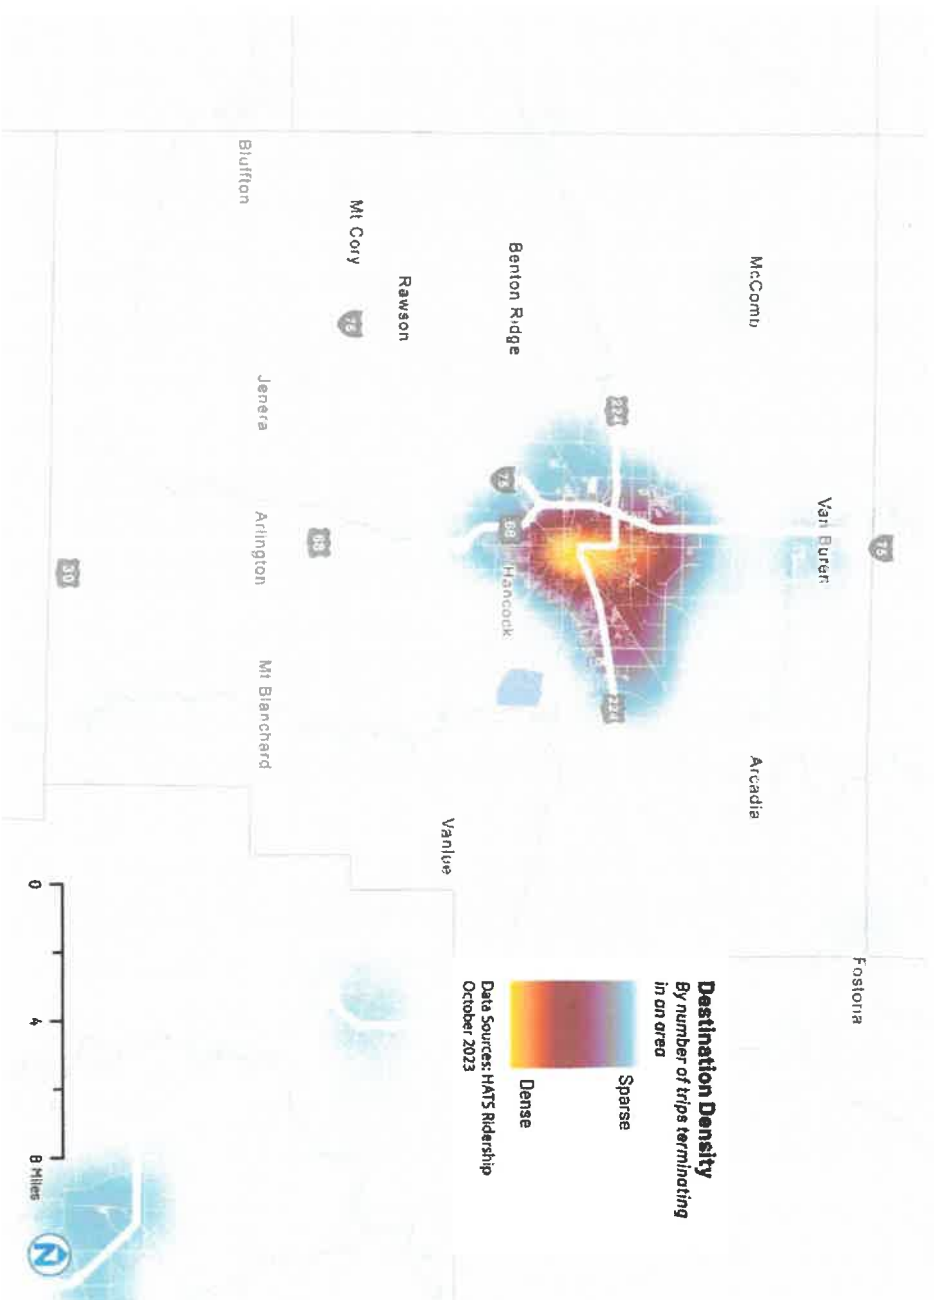 Fostoria
75
Van Buren
McComb
Arcadia
Destination Density
By number of trips terminating
in an area
Sparse
Dense
Data Sources: HATS Ridership
October 2023
224
224
Benton Ridge
75
68
Hancock
Vanlue
Rawson
Mt Cory
75
68
Bluffton
Jenera
Arlington
Mt Blanchard
30
0
4
8 Miles
N